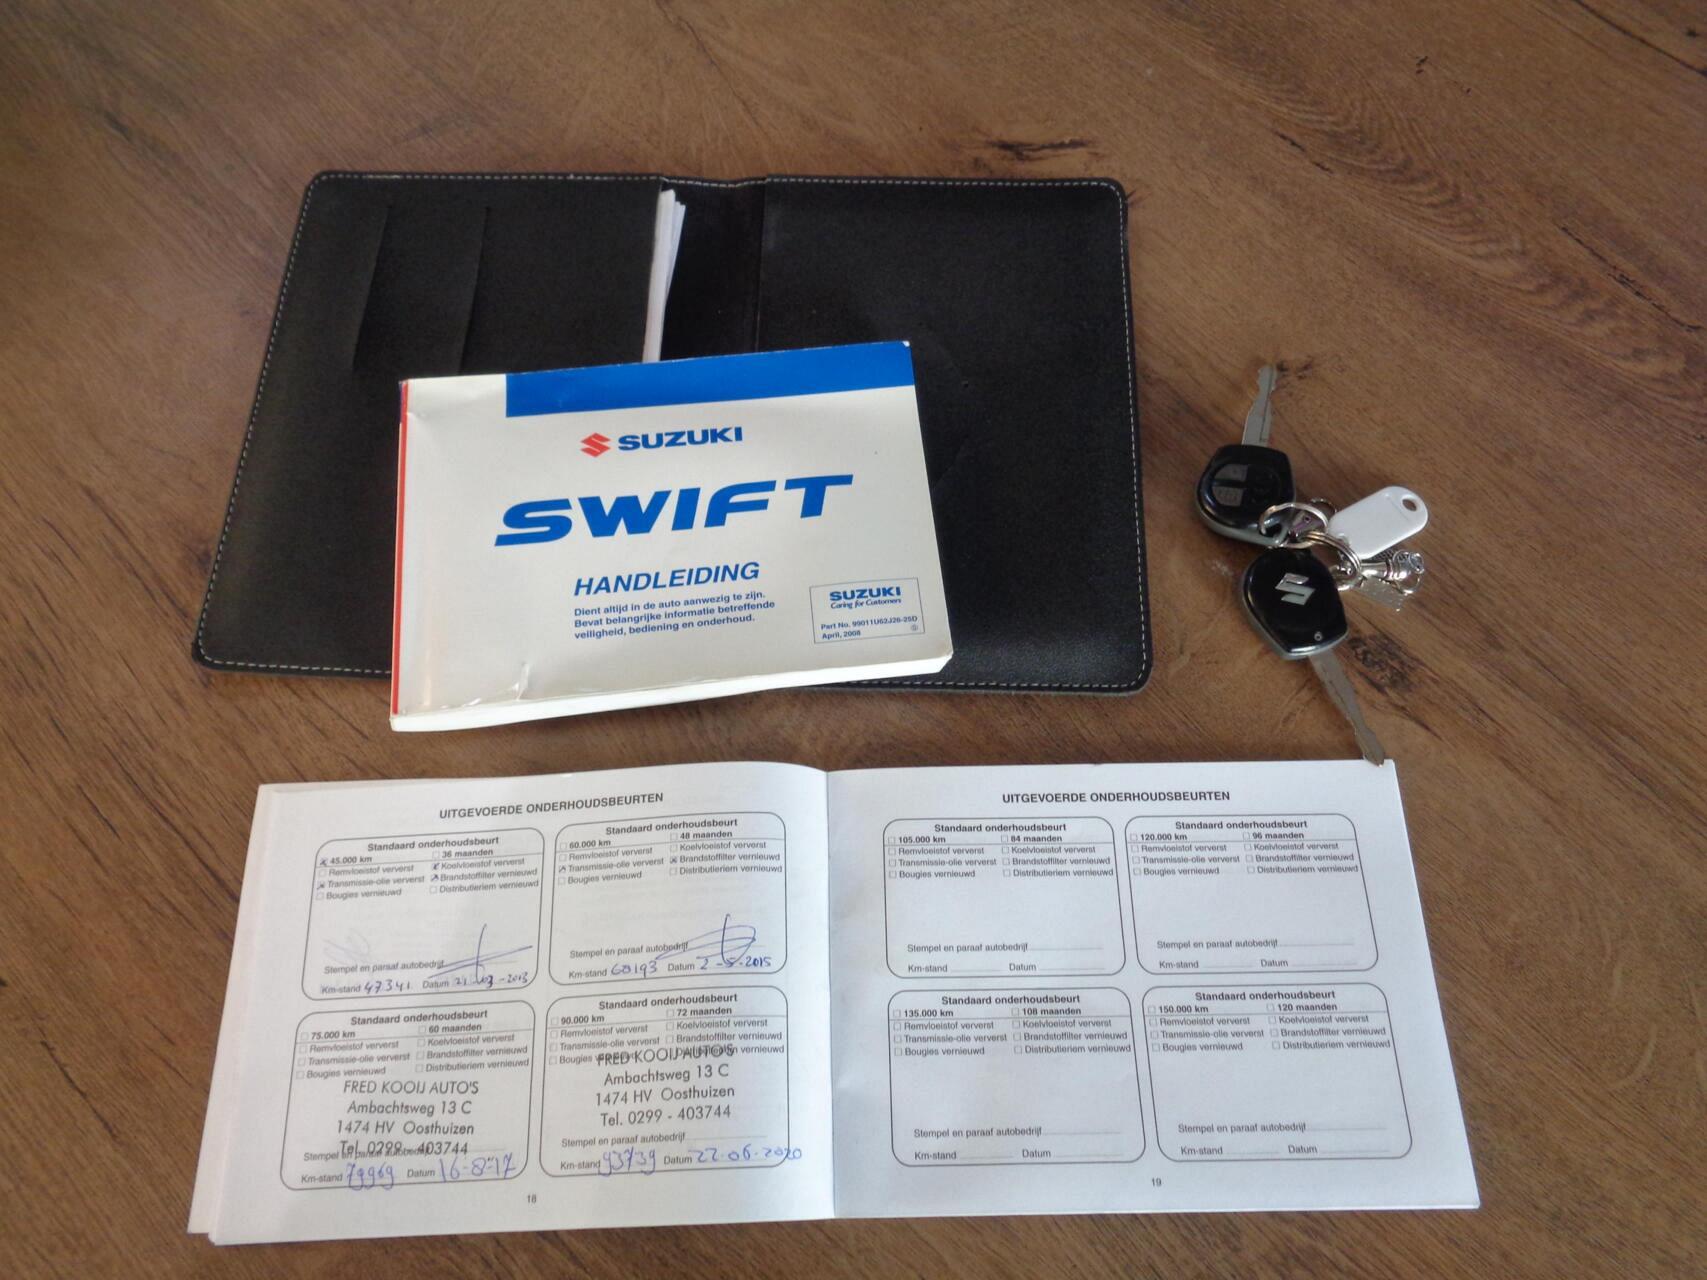 SUZUKI
SWIFT
HANDLEIDING
Dient altijd in de auto aanwezig te zijn.
Bevat belangrijke informatie betreffende
veiligheid, bediening en onderhoud.
SUZUKI
Caring for Customers
Part No. 99011U62J26-25D
April, 2008
UITGEVOERDE ONDERHOUDSBEURTEN
Standaard onderhoudsbeurt
45.000 km 36 maanden
Remvloeistof ververst Koelvloeistof ververst
Transmissie-olie ververst Brandstoffilter vernieuwd
Bougies vernieuwd Distributieriem vernieuwd
Stempel en paraaf autobedrijf
Km-stand 47341 Datum 21-03-2013
Standaard onderhoudsbeurt
60.000 km 48 maanden
Remvloeistof ververst Koelvloeistof ververst
Transmissie-olie ververst Brandstoffilter vernieuwd
Bougies vernieuwd Distributieriem vernieuwd
Stempel en paraaf autobedrijf
Km-stand 60193 Datum 2-5-2015
Standaard onderhoudsbeurt
75.000 km 60 maanden
Remvloeistof ververst Koelvloeistof ververst
Transmissie-olie ververst Brandstoffilter vernieuwd
Bougies vernieuwd Distributieriem vernieuwd
FRED KOOIJ AUTO'S
Ambachtsweg 13 C
1474 HV Oosthuizen
Tel. 0299 - 403744
Stempel en paraaf autobedrijf
Km-stand 79969 Datum 16-8-17
Standaard onderhoudsbeurt
90.000 km 72 maanden
Remvloeistof ververst Koelvloeistof ververst
Transmissie-olie ververst Brandstoffilter vernieuwd
Bougies vernieuwd Distributieriem vernieuwd
FRED KOOIJ AUTO'S
Ambachtsweg 13 C
1474 HV Oosthuizen
Tel. 0299 - 403744
Stempel en paraaf autobedrijf
Km-stand 93739 Datum 22-06-2020
18
UITGEVOERDE ONDERHOUDSBEURTEN
Standaard onderhoudsbeurt
105.000 km 84 maanden
Remvloeistof ververst Koelvloeistof ververst
Transmissie-olie ververst Brandstoffilter vernieuwd
Bougies vernieuwd Distributieriem vernieuwd
Stempel en paraaf autobedrijf
Km-stand Datum
Standaard onderhoudsbeurt
120.000 km 96 maanden
Remvloeistof ververst Koelvloeistof ververst
Transmissie-olie ververst Brandstoffilter vernieuwd
Bougies vernieuwd Distributieriem vernieuwd
Stempel en paraaf autobedrijf
Km-stand Datum
Standaard onderhoudsbeurt
135.000 km 108 maanden
Remvloeistof ververst Koelvloeistof ververst
Transmissie-olie ververst Brandstoffilter vernieuwd
Bougies vernieuwd Distributieriem vernieuwd
Stempel en paraaf autobedrijf
Km-stand Datum
Standaard onderhoudsbeurt
150.000 km 120 maanden
Remvloeistof ververst Koelvloeistof ververst
Transmissie-olie ververst Brandstoffilter vernieuwd
Bougies vernieuwd Distributieriem vernieuwd
Stempel en paraaf autobedrijf
Km-stand Datum
19